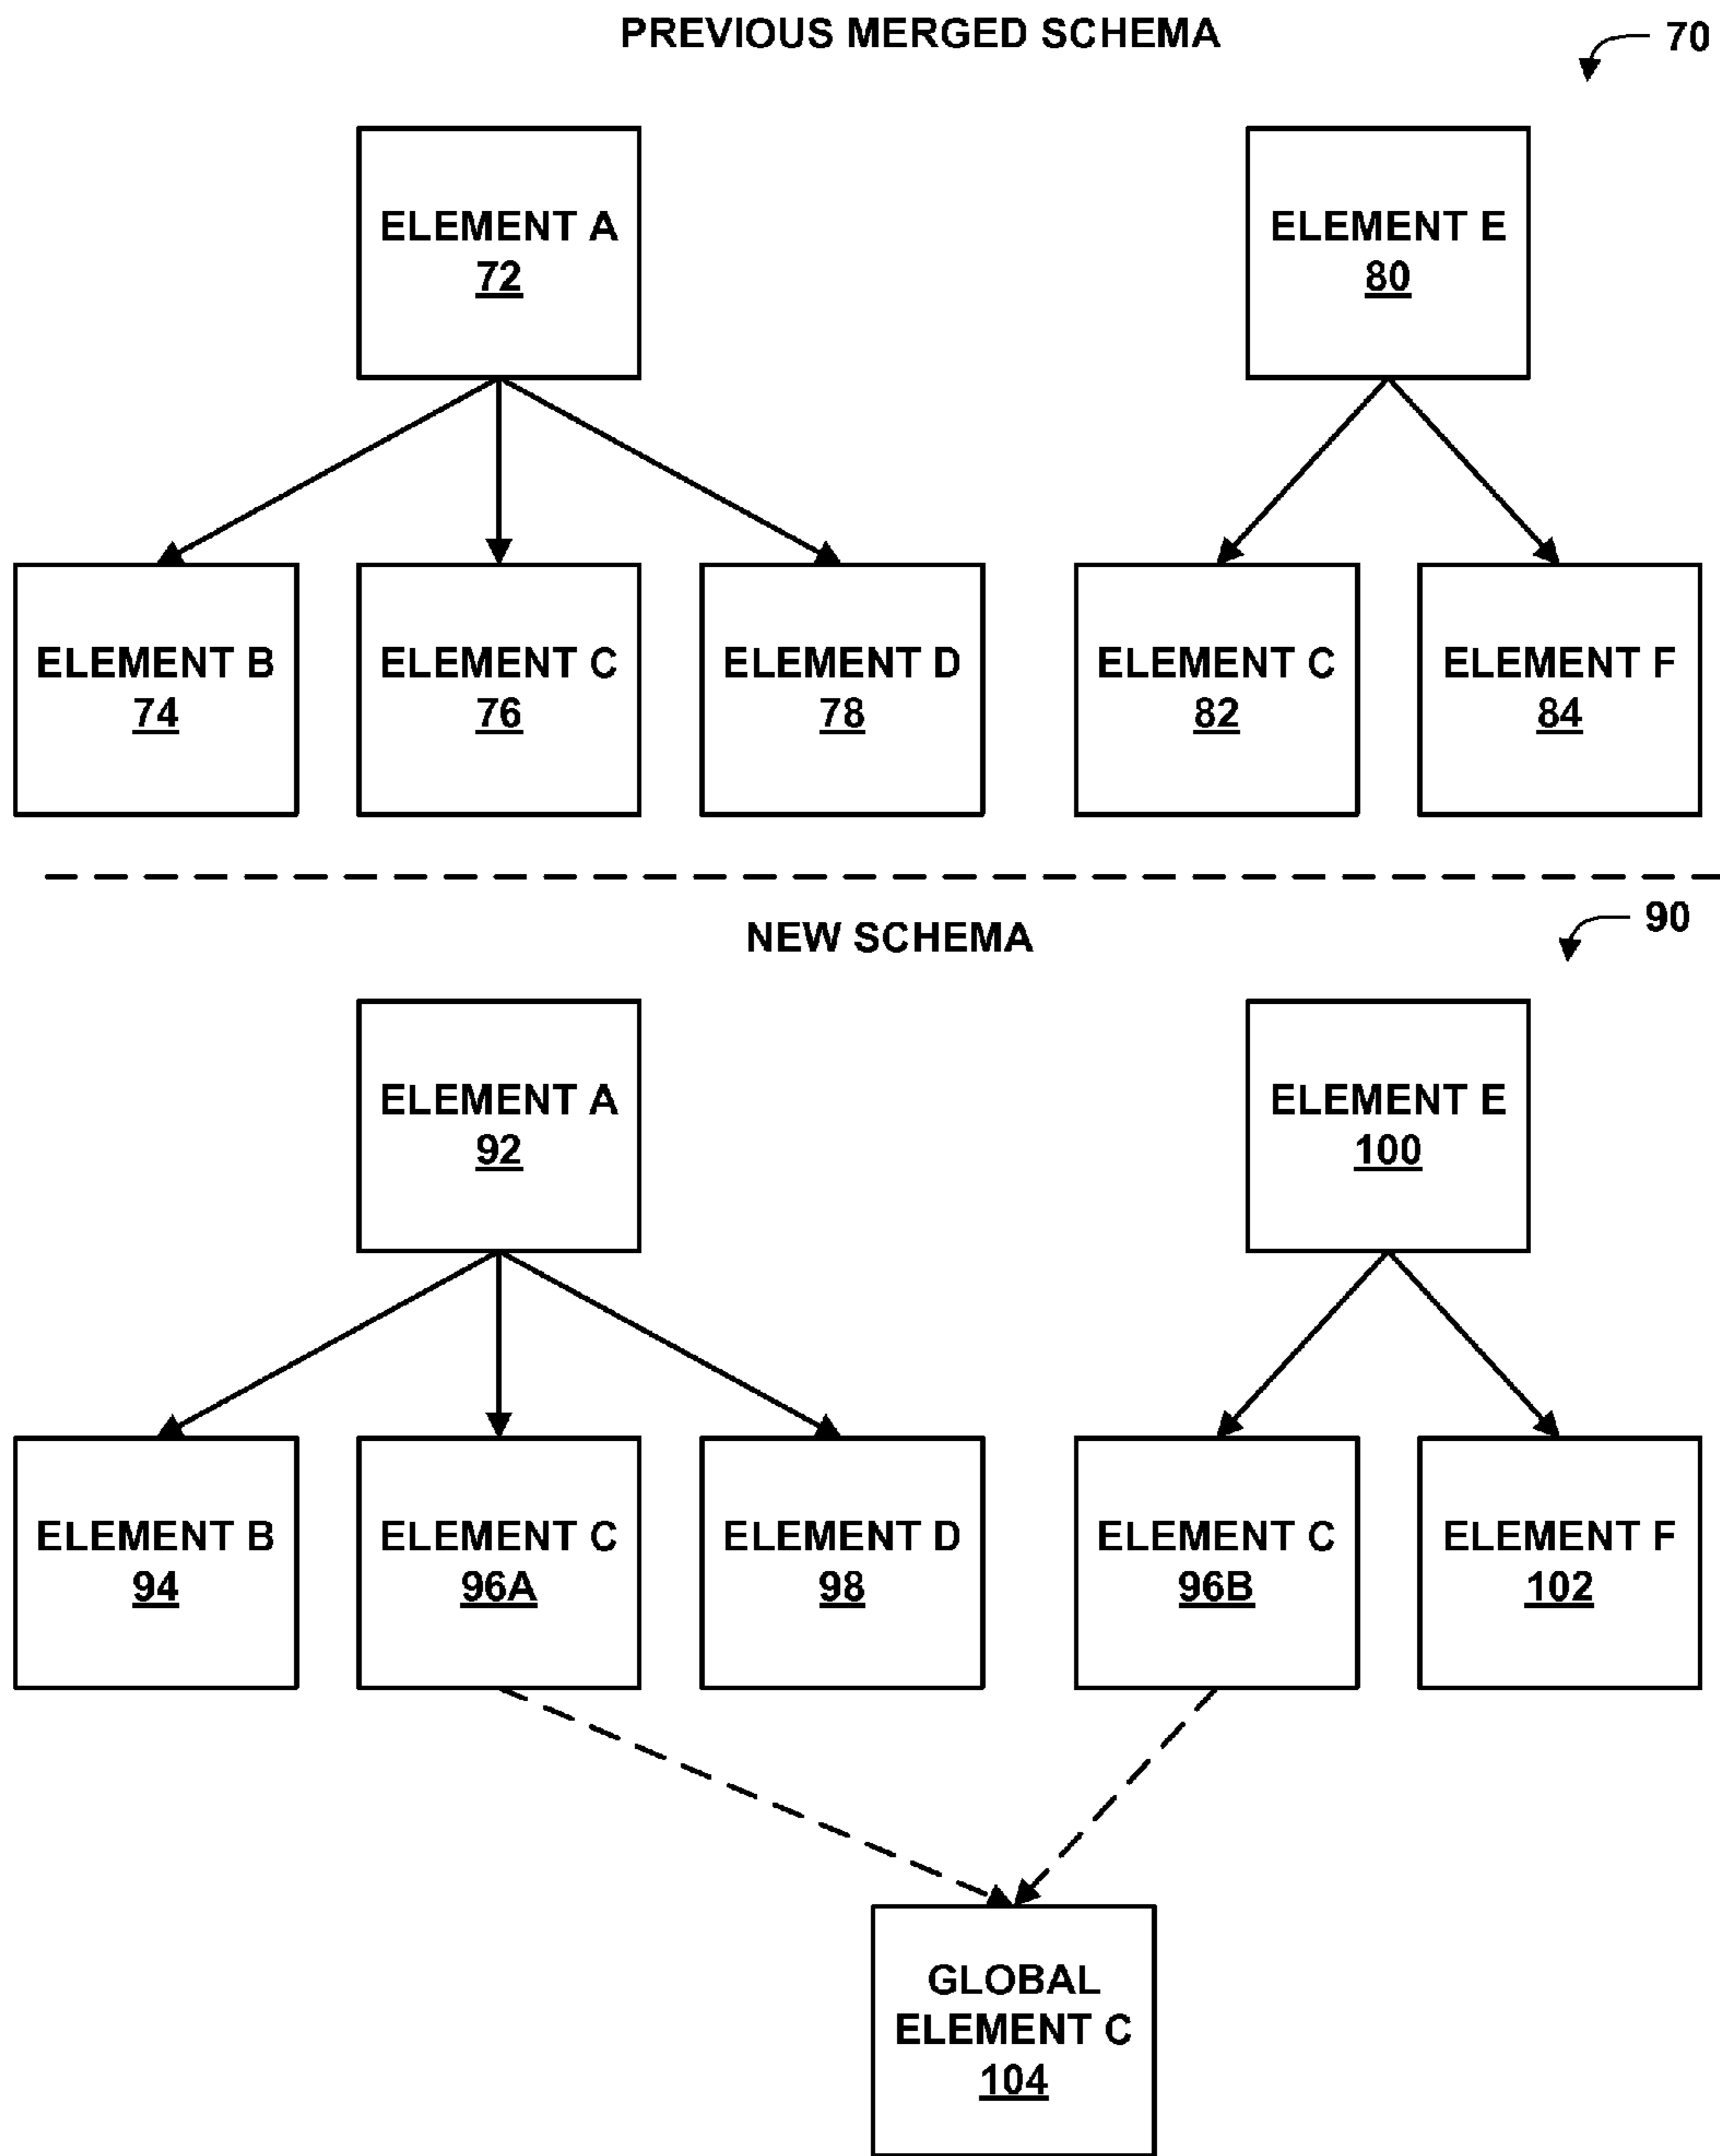 PREVIOUS MERGED SCHEMA
70
ELEMENT A
72
ELEMENT E
80
ELEMENT B
74
ELEMENT C
76
ELEMENT D
78
ELEMENT C
82
ELEMENT F
84
NEW SCHEMA
90
ELEMENT A
92
ELEMENT E
100
ELEMENT B
94
ELEMENT C
96A
ELEMENT D
98
ELEMENT C
96B
ELEMENT F
102
GLOBAL
ELEMENT C
104